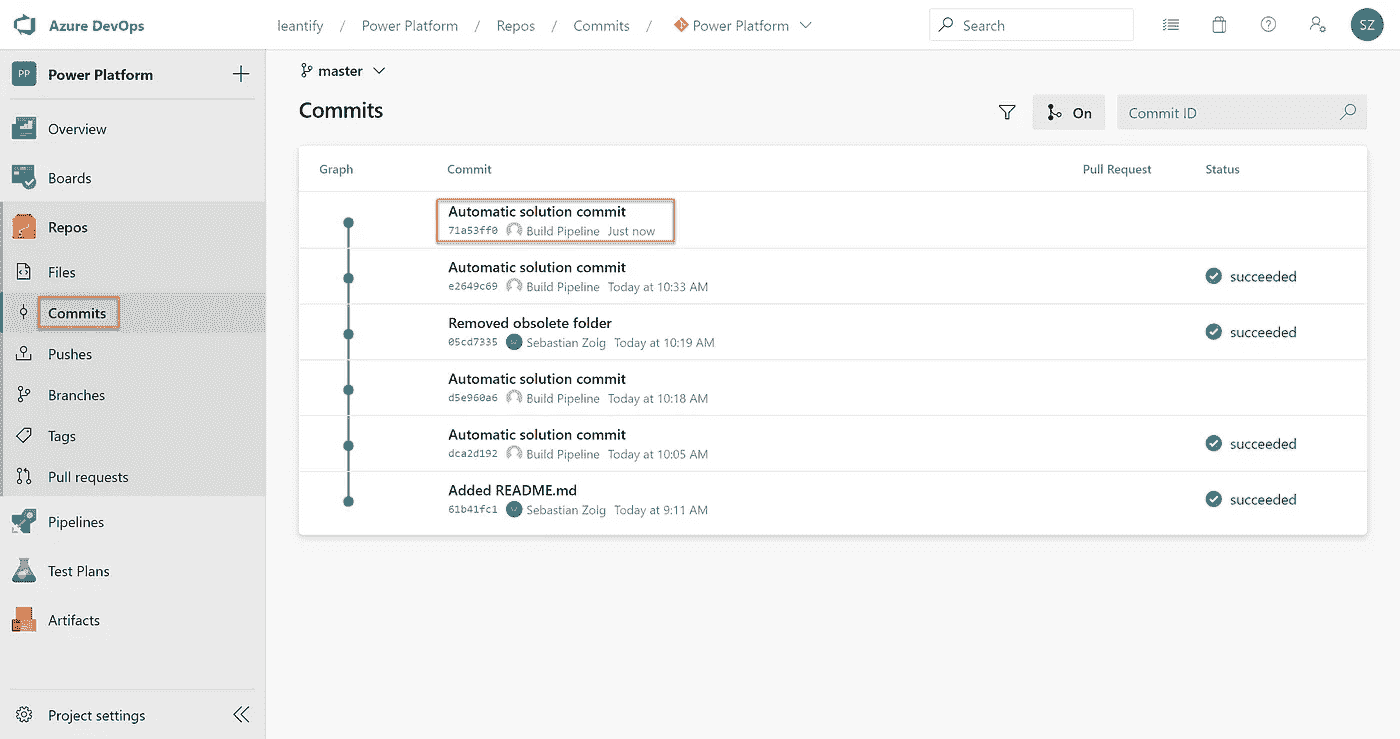 Azure DevOps leantify / Power Platform / Repos / Commits / Power Platform Search SZ
PP Power Platform
master
Commits On Commit ID
Overview
Boards
Repos
Files
Commits
Pushes
Branches
Tags
Pull requests
Pipelines
Test Plans
Artifacts
Project settings
Graph Commit Pull Request Status
Automatic solution commit
71a53ff0 Build Pipeline Just now
Automatic solution commit
e2649c69 Build Pipeline Today at 10:33 AM
succeeded
Removed obsolete folder
05cd7335 Sebastian Zolg Today at 10:19 AM
succeeded
Automatic solution commit
d5e960a6 Build Pipeline Today at 10:18 AM
Automatic solution commit
dca2d192 Build Pipeline Today at 10:05 AM
succeeded
Added README.md
61b41fc1 Sebastian Zolg Today at 9:11 AM
succeeded